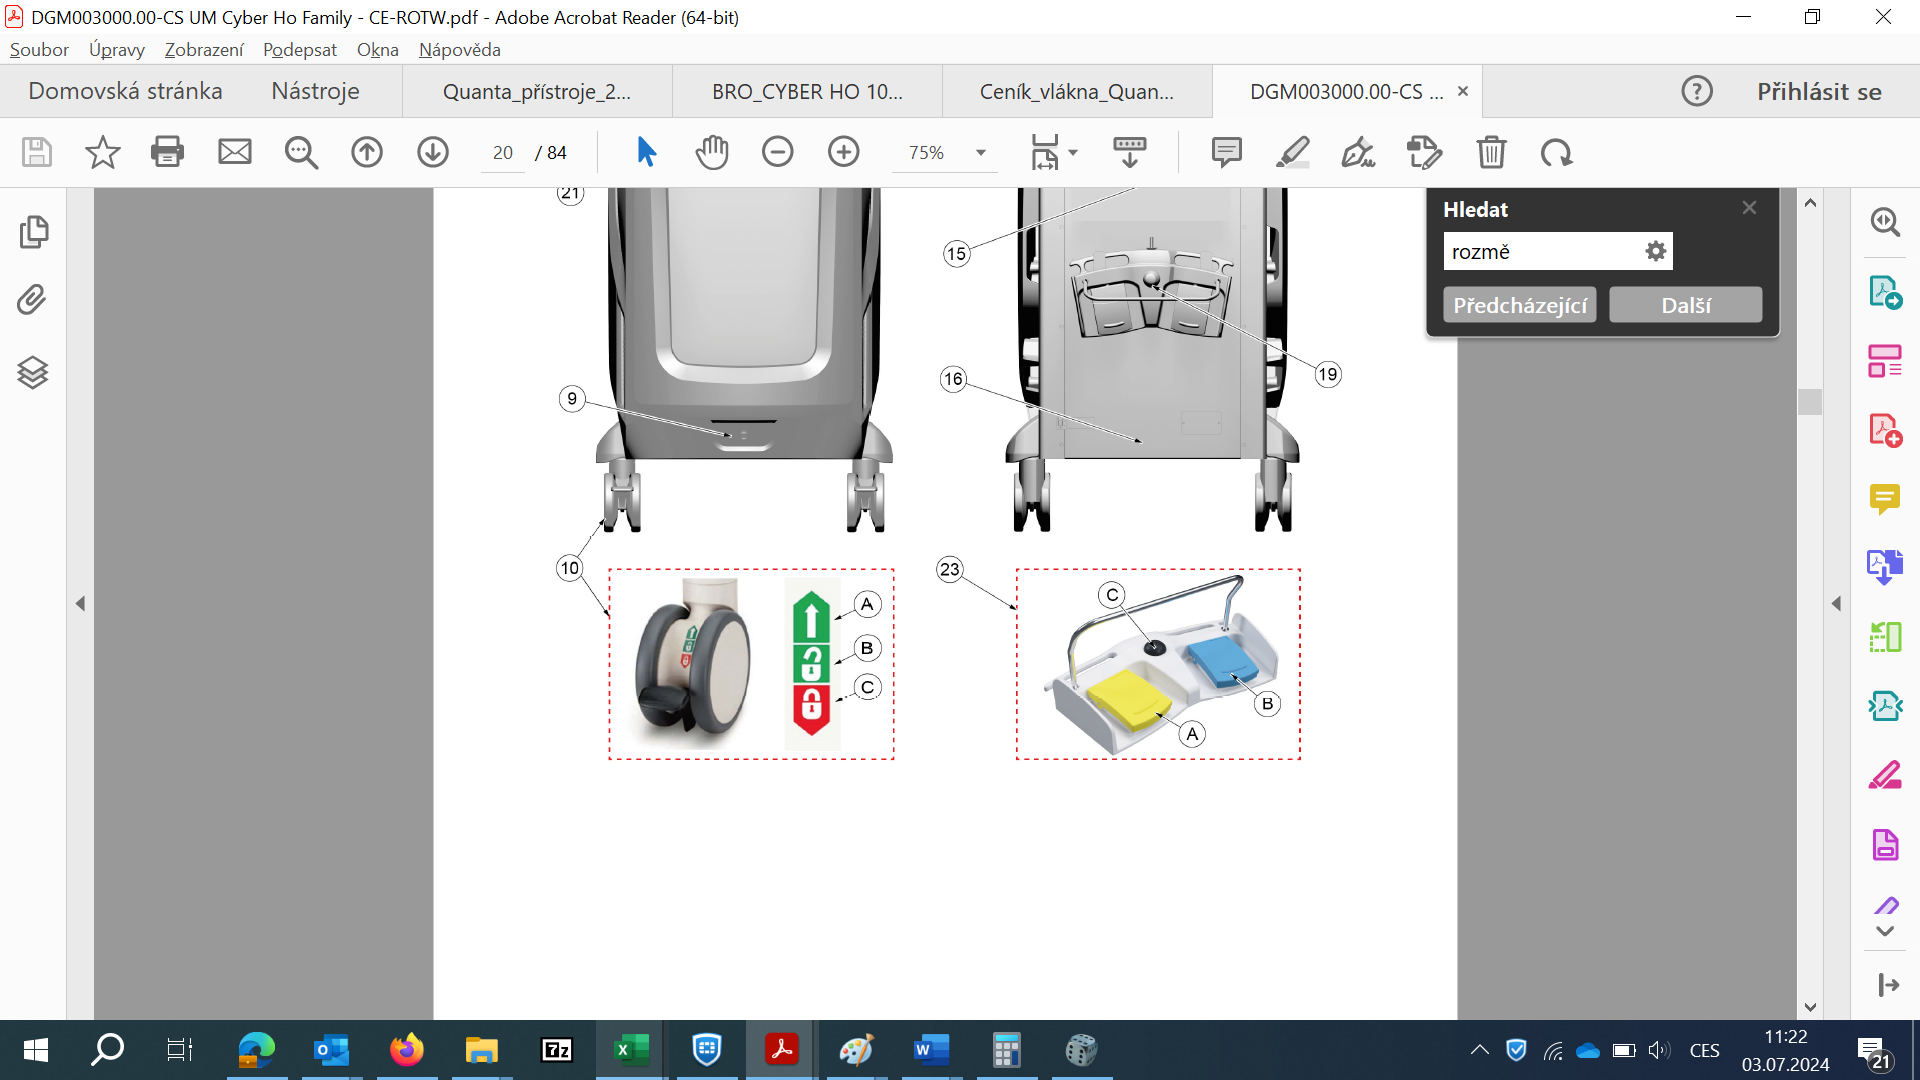 DGM003000.00-CS UM Cyber Ho Family - CE-ROTW.pdf - Adobe Acrobat Reader (64-bit)
Soubor Úpravy Zobrazení Podepsat Okna Nápověda
Domovská stránka Nástroje Quanta_přístroje_2... BRO_CYBER HO 10... Ceník_vlákna_Quan... DGM003000.00-CS ... Přihlásit se
20 / 84 75%
21
Hledat
15
rozmě
Předcházející Další
19
16
9
10
23
A
B
C
C
B
A
7z
X
W
CES
11:22
03.07.2024
21